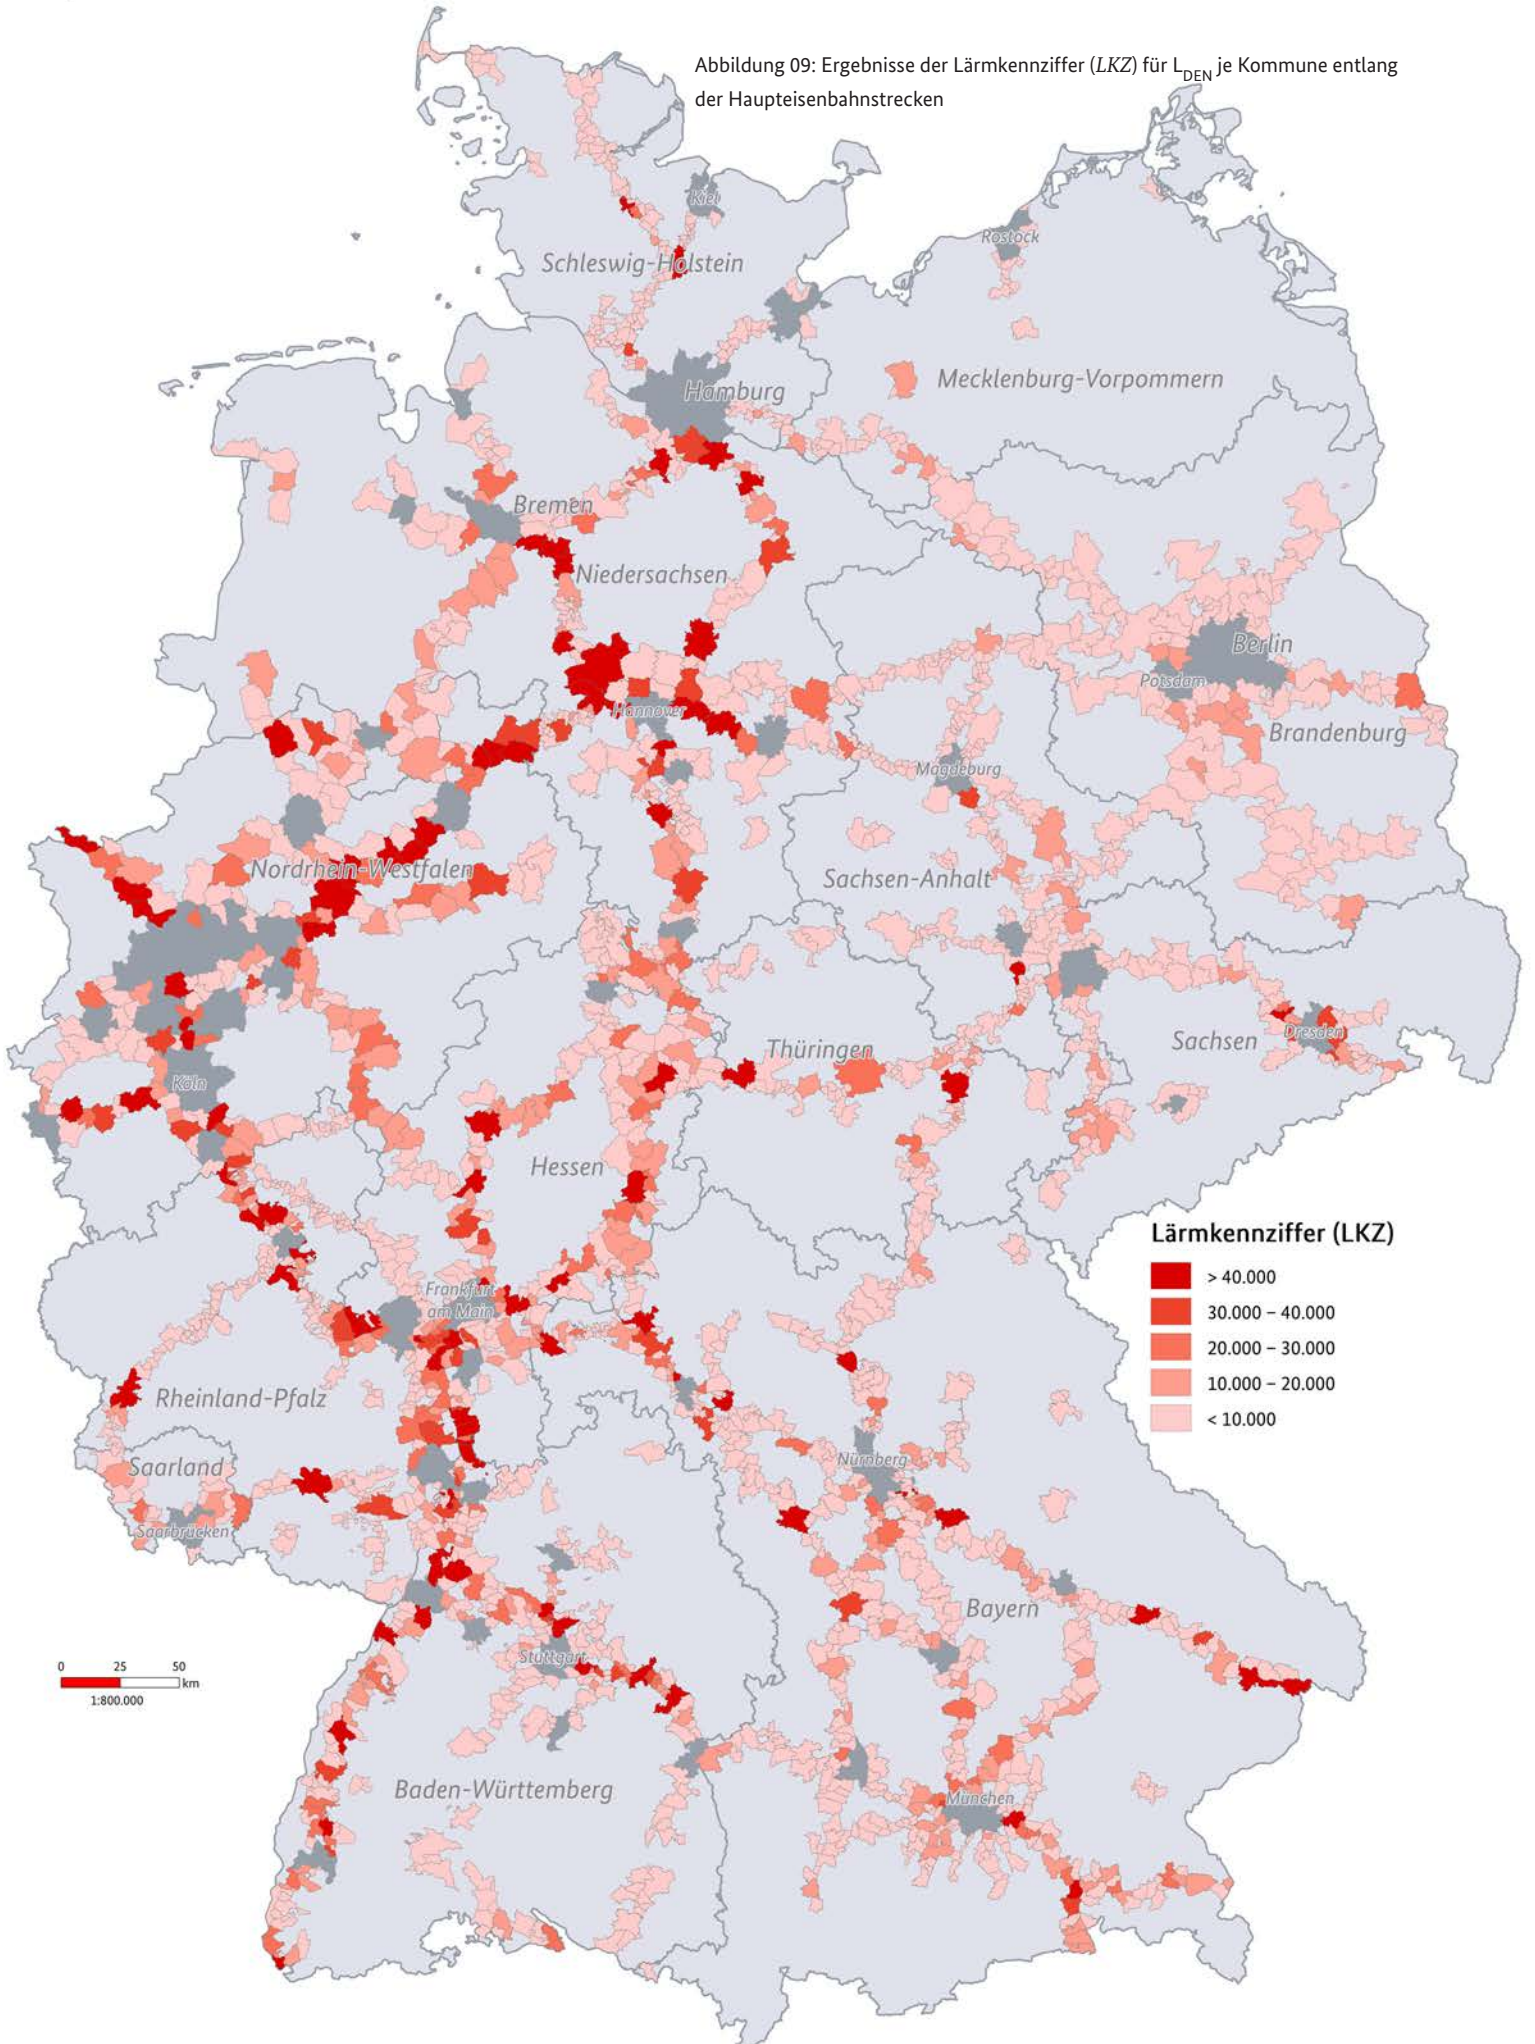 Abbildung 09: Ergebnisse der Lärmkennziffer (LKZ) für L_DEN je Kommune entlang
der Haupteisenbahnstrecken
Kiel
Rostock
Schleswig-Holstein
Mecklenburg-Vorpommern
Hamburg
Bremen
Niedersachsen
Berlin
Potsdam
Hannover
Brandenburg
Magdeburg
Nordrhein-Westfalen
Sachsen-Anhalt
Dresden
Sachsen
Thüringen
Köln
Hessen
Lärmkennziffer (LKZ)
> 40.000
30.000 – 40.000
20.000 – 30.000
10.000 – 20.000
< 10.000
Frankfurt
am Main
Rheinland-Pfalz
Saarland
Nürnberg
Saarbrücken
Bayern
Stuttgart
0 25 50
km
1:800.000
Baden-Württemberg
München